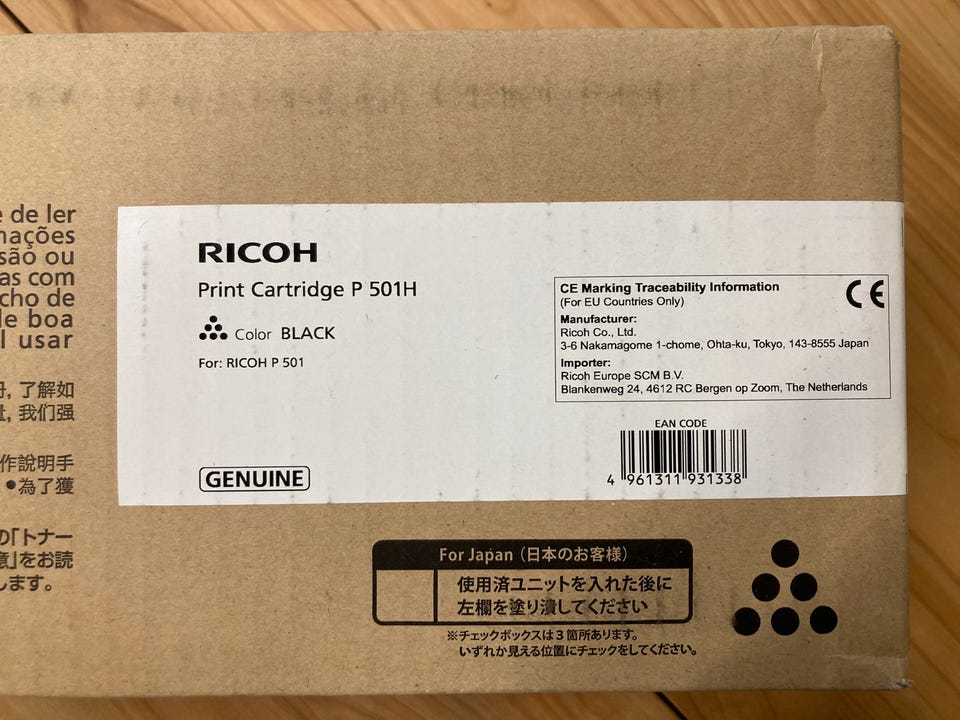 e de ler
mações
são ou
as com
cho de
de boa
l usar
册, 了解如
量, 我们强
作說明手
●為了獲
の「トナー
意」をお読
します。
RICOH
Print Cartridge P 501H
Color BLACK
For: RICOH P 501
GENUINE
CE Marking Traceability Information
(For EU Countries Only)
CE
Manufacturer:
Ricoh Co., Ltd.
3-6 Nakamagome 1-chome, Ohta-ku, Tokyo, 143-8555 Japan
Importer:
Ricoh Europe SCM B.V.
Blankenweg 24, 4612 RC Bergen op Zoom, The Netherlands
EAN CODE
4 961311 931338
For Japan（日本のお客様）
使用済ユニットを入れた後に
左欄を塗り潰してください
※チェックボックスは３箇所あります。
いずれか見える位置にチェックをしてください。